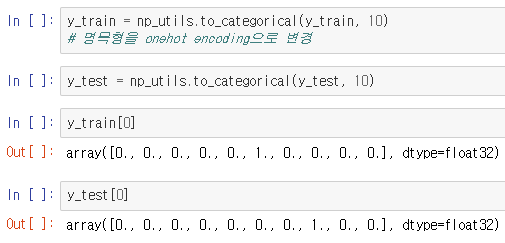 In [ ]: y_train = np_utils.to_categorical(y_train, 10)
# 명목형을 onehot encoding으로 변경
In [ ]: y_test = np_utils.to_categorical(y_test, 10)
In [ ]: y_train[0]
Out[ ]: array([0., 0., 0., 0., 0., 1., 0., 0., 0., 0.], dtype=float32)
In [ ]: y_test[0]
Out[ ]: array([0., 0., 0., 0., 0., 0., 0., 1., 0., 0.], dtype=float32)